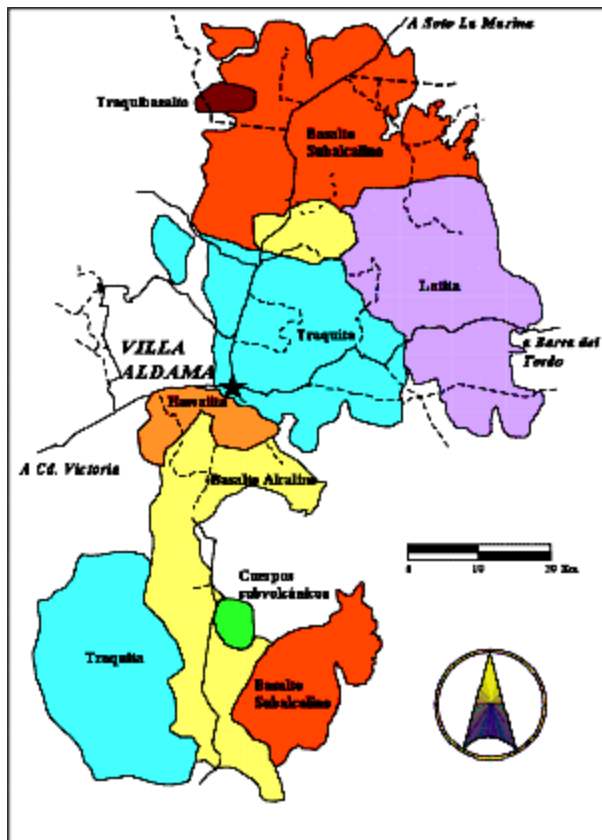 A Soto La Marina
Traquibasalto
Basalto
Subalcalino
Latita
Traquita
a Barra del
Tordo
VILLA
ALDAMA
Hawaiita
A Cd. Victoria
Basalto Alcalino
0 10 20 Km.
Cuerpos
subvolcánicos
Traquita
Basalto
Subalcalino